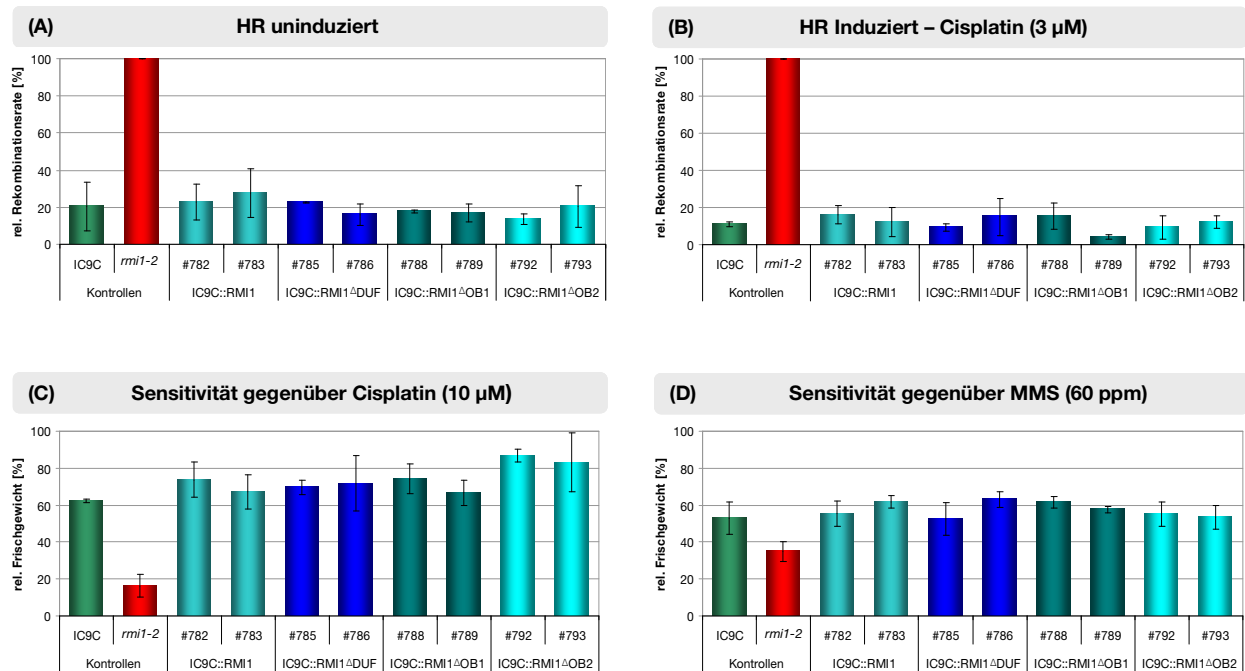 (A) HR uninduziert
rel. Rekombinationsrate [%]
100
80
60
40
20
0
IC9C rmi1-2 #782 #783 #785 #786 #788 #789 #792 #793
Kontrollen IC9C::RMI1 IC9C::RMI1ΔDUF IC9C::RMI1ΔOB1 IC9C::RMI1ΔOB2
(B) HR Induziert – Cisplatin (3 µM)
rel. Rekombinationsrate [%]
100
80
60
40
20
0
IC9C rmi1-2 #782 #783 #785 #786 #788 #789 #792 #793
Kontrollen IC9C::RMI1 IC9C::RMI1ΔDUF IC9C::RMI1ΔOB1 IC9C::RMI1ΔOB2
(C) Sensitivität gegenüber Cisplatin (10 µM)
rel. Frischgewicht [%]
100
80
60
40
20
0
IC9C rmi1-2 #782 #783 #785 #786 #788 #789 #792 #793
Kontrollen IC9C::RMI1 IC9C::RMI1ΔDUF IC9C::RMI1ΔOB1 IC9C::RMI1ΔOB2
(D) Sensitivität gegenüber MMS (60 ppm)
rel. Frischgewicht [%]
100
80
60
40
20
0
IC9C rmi1-2 #782 #783 #785 #786 #788 #789 #792 #793
Kontrollen IC9C::RMI1 IC9C::RMI1ΔDUF IC9C::RMI1ΔOB1 IC9C::RMI1ΔOB2